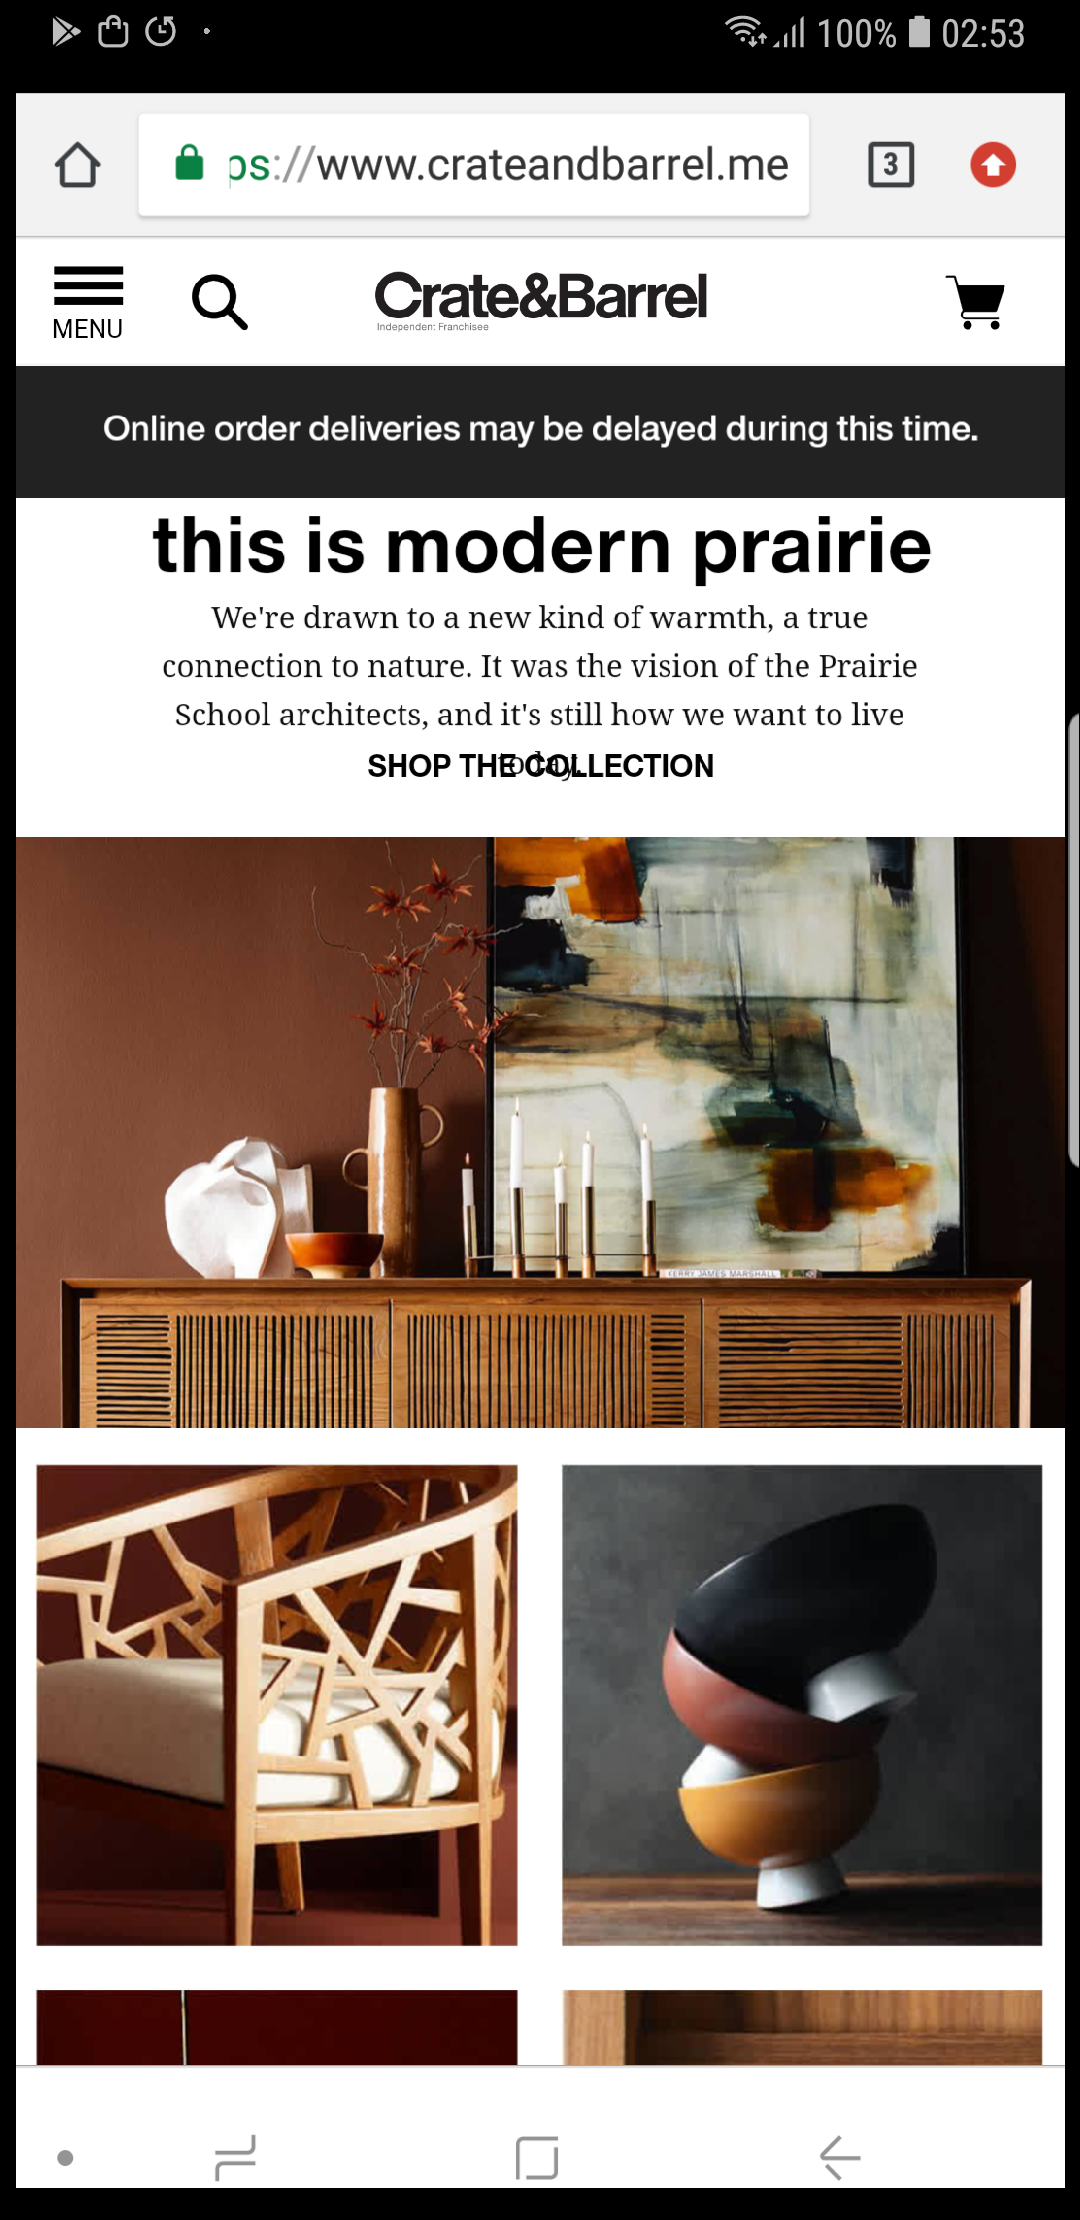 100% 02:53
ps://www.crateandbarrel.me
3
MENU
Crate&Barrel
Independent Franchisee
Online order deliveries may be delayed during this time.
this is modern prairie
We're drawn to a new kind of warmth, a true
connection to nature. It was the vision of the Prairie
School architects, and it's still how we want to live
today.
SHOP THE COLLECTION
KERRY JAMES MARSHALL